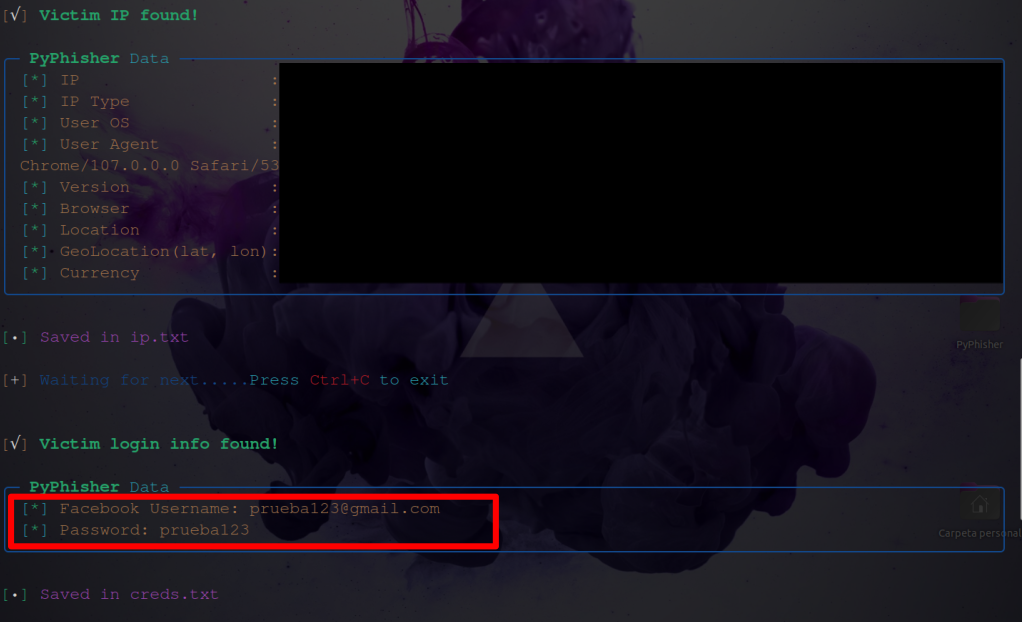 [√] Victim IP found!
PyPhisher Data
[*] IP :
[*] IP Type :
[*] User OS :
[*] User Agent :
Chrome/107.0.0.0 Safari/53
[*] Version :
[*] Browser :
[*] Location :
[*] GeoLocation(lat, lon):
[*] Currency :
[•] Saved in ip.txt
PyPhisher
[+] Waiting for next.....Press Ctrl+C to exit
[√] Victim login info found!
PyPhisher Data
[*] Facebook Username: prueba123@gmail.com
[*] Password: prueba123
Carpeta personal
[•] Saved in creds.txt